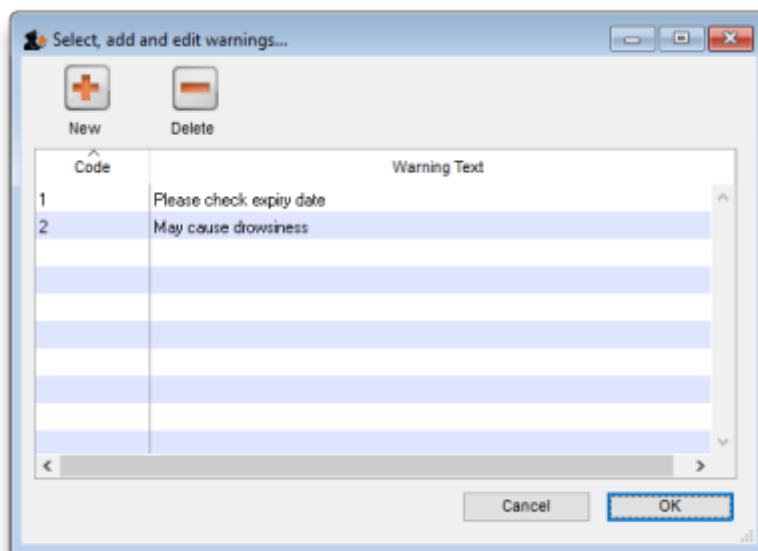 Select, add and edit warnings...
New Delete
Code Warning Text
1 Please check expiry date
2 May cause drowsiness
Cancel OK